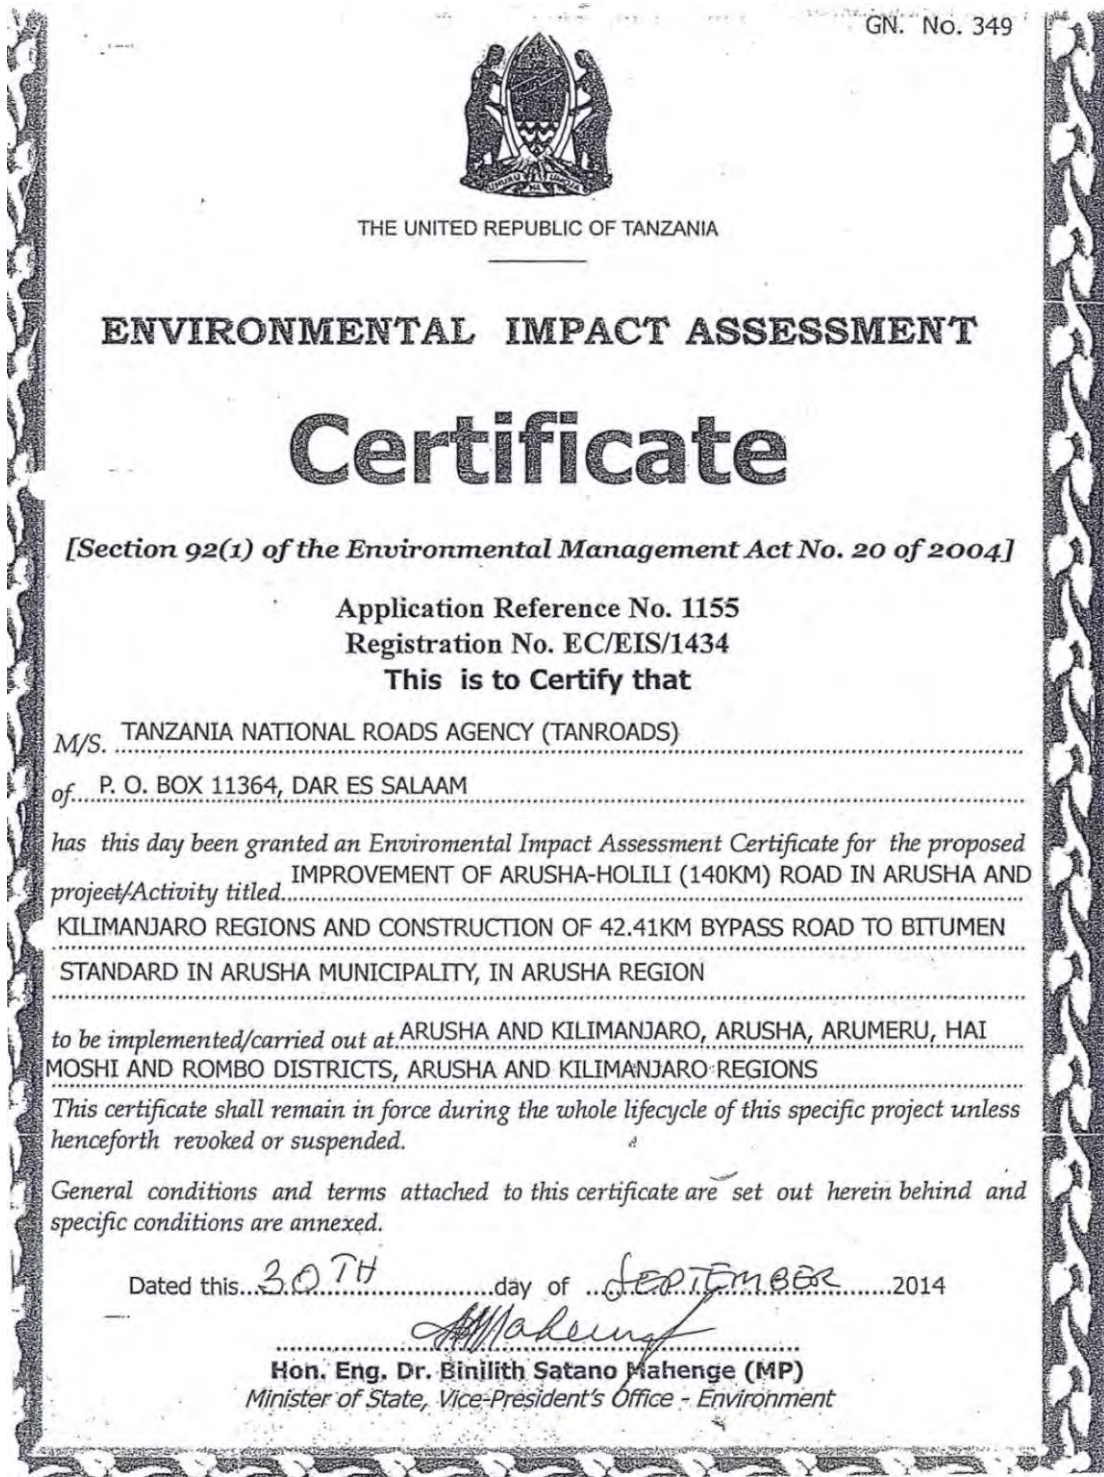 GN. No. 349
UHURU NA UMOJA
THE UNITED REPUBLIC OF TANZANIA
ENVIRONMENTAL IMPACT ASSESSMENT
Certificate
[Section 92(1) of the Environmental Management Act No. 20 of 2004]
Application Reference No. 1155
Registration No. EC/EIS/1434
This is to Certify that
M/S. TANZANIA NATIONAL ROADS AGENCY (TANROADS)
of P. O. BOX 11364, DAR ES SALAAM
has this day been granted an Enviromental Impact Assessment Certificate for the proposed
project/Activity titled IMPROVEMENT OF ARUSHA-HOLILI (140KM) ROAD IN ARUSHA AND
KILIMANJARO REGIONS AND CONSTRUCTION OF 42.41KM BYPASS ROAD TO BITUMEN
STANDARD IN ARUSHA MUNICIPALITY, IN ARUSHA REGION
to be implemented/carried out at ARUSHA AND KILIMANJARO, ARUSHA, ARUMERU, HAI
MOSHI AND ROMBO DISTRICTS, ARUSHA AND KILIMANJARO REGIONS
This certificate shall remain in force during the whole lifecycle of this specific project unless
henceforth revoked or suspended.
General conditions and terms attached to this certificate are set out herein behind and
specific conditions are annexed.
Dated this 30TH day of SEPTEMBER 2014
Hon. Eng. Dr. Binilith Satano Mahenge (MP)
Minister of State, Vice-President's Office - Environment